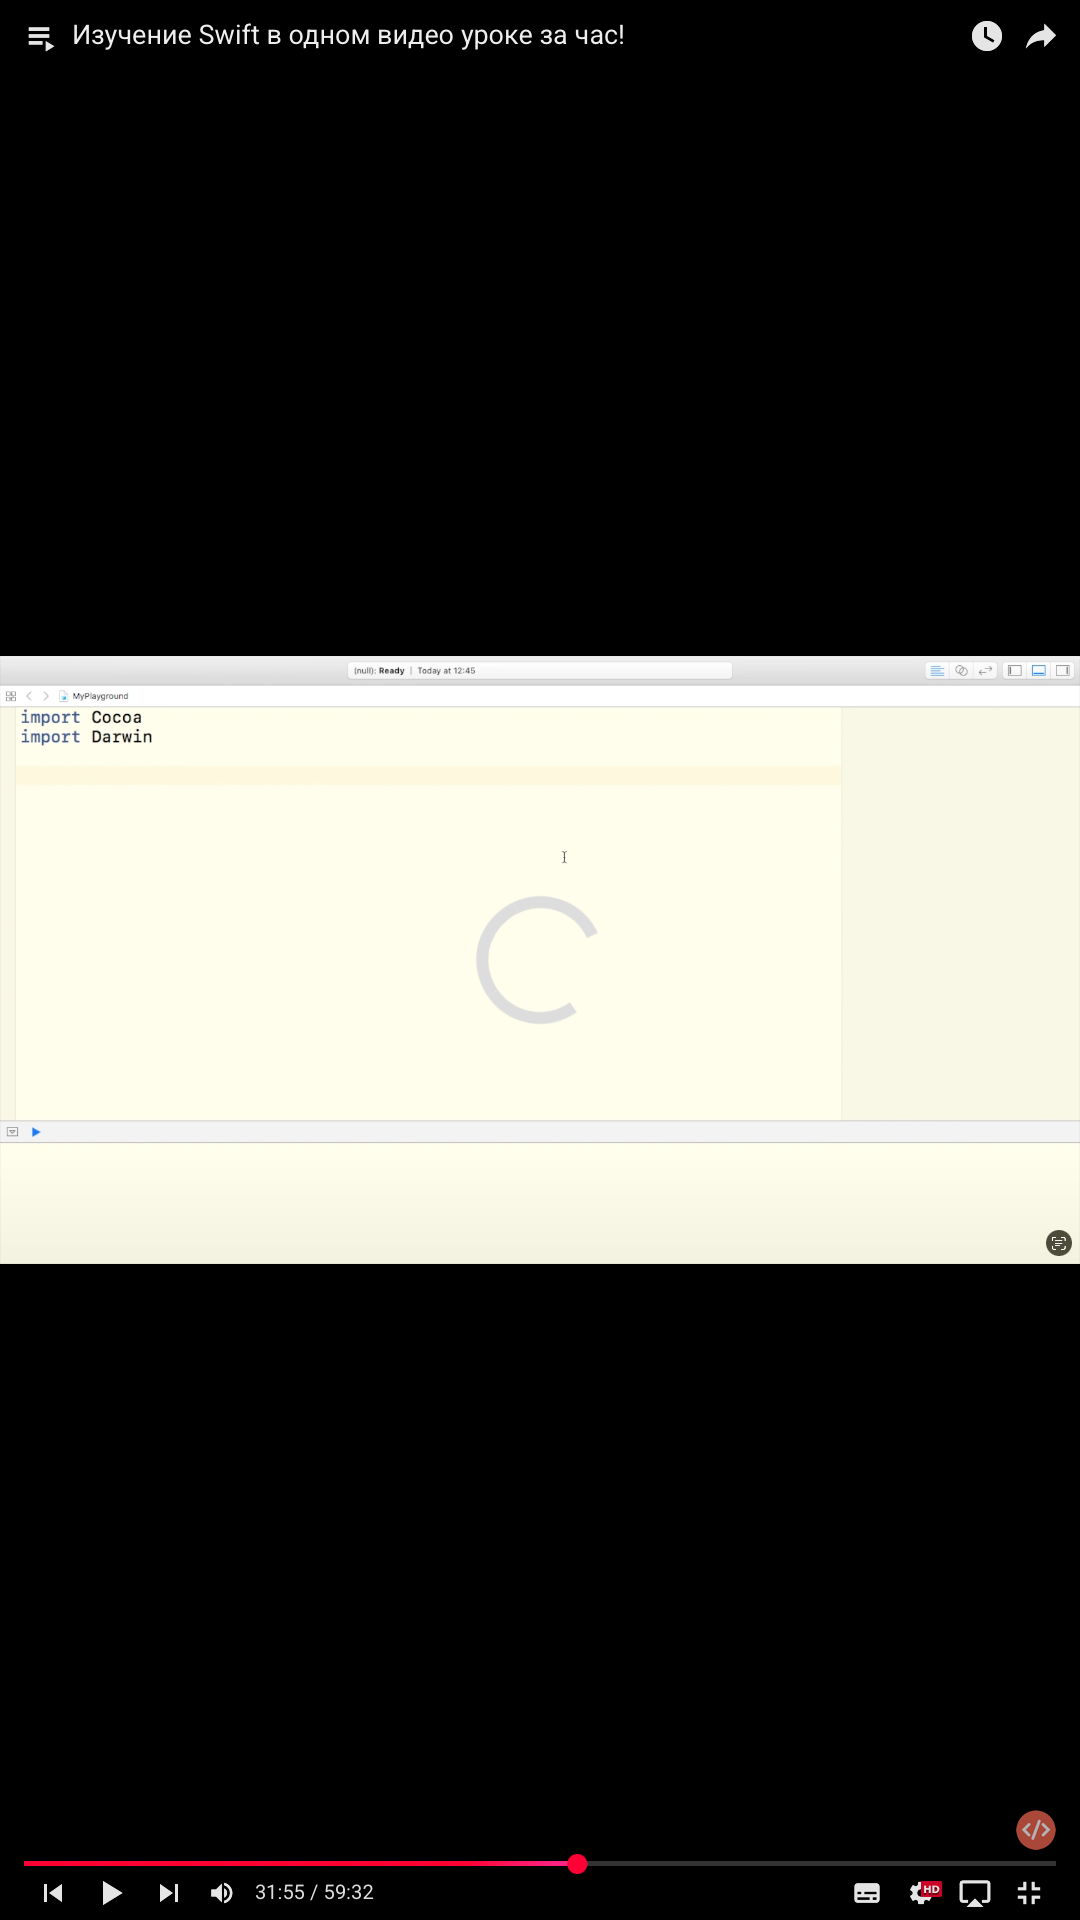 Изучение Swift в одном видео уроке за час!
(null): Ready | Today at 12:45
MyPlayground
import Cocoa
import Darwin
</>
31:55 / 59:32
HD